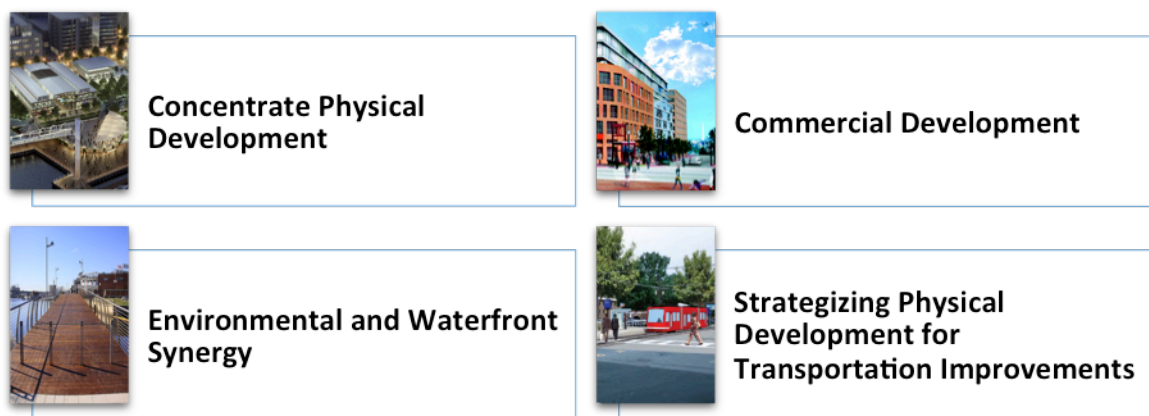 Concentrate Physical
Development
Commercial Development
Environmental and Waterfront
Synergy
Strategizing Physical
Development for
Transportation Improvements